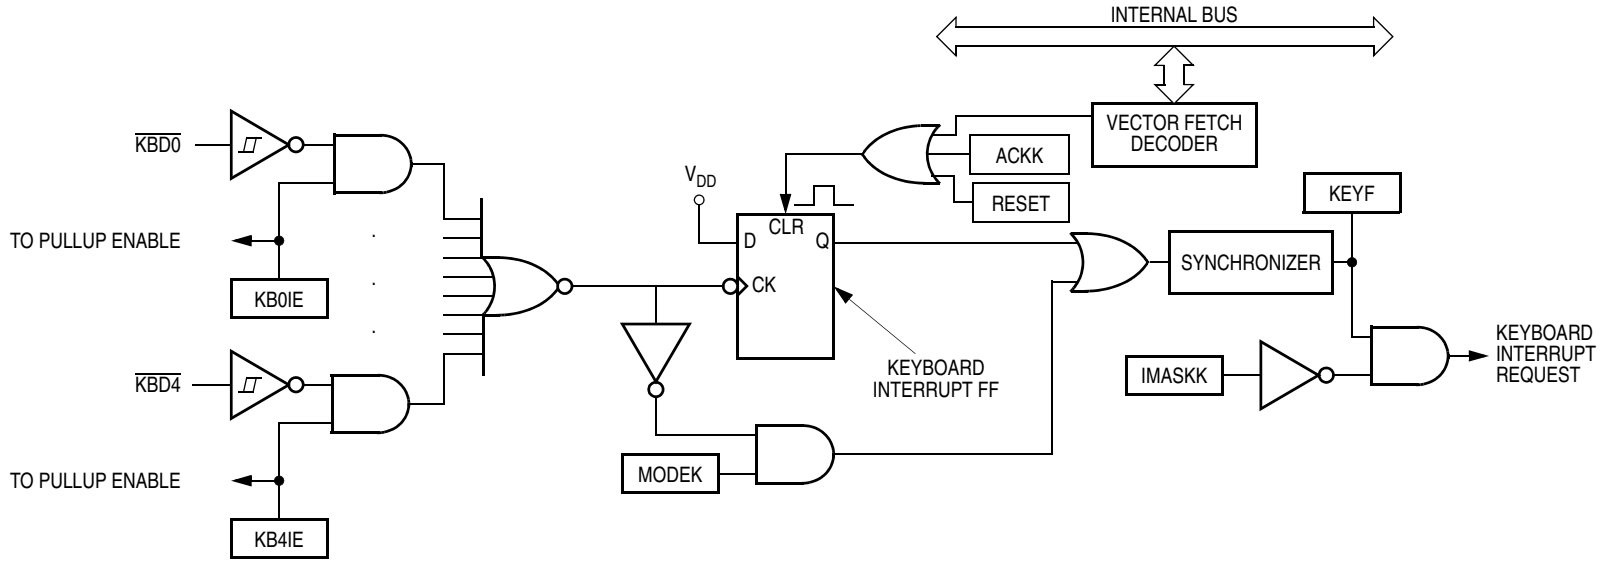 INTERNAL BUS
VECTOR FETCH
DECODER
ACKK
RESET
KBD0
TO PULLUP ENABLE
KB0IE
KBD4
TO PULLUP ENABLE
KB4IE
VDD
D
CLR
Q
CK
KEYBOARD
INTERRUPT FF
MODEK
SYNCHRONIZER
KEYF
IMASKK
KEYBOARD
INTERRUPT
REQUEST